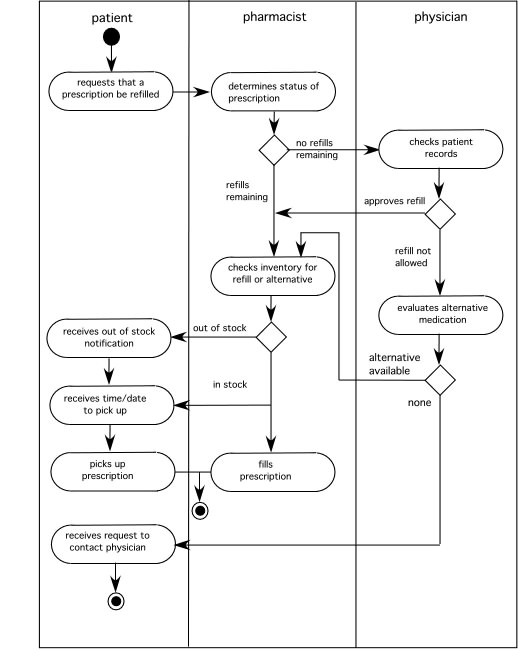 patient
pharmacist
physician
requests that a
prescription be refilled
determines status of
prescription
no refills
remaining
checks patient
records
refills
remaining
approves refill
refill not
allowed
checks inventory for
refill or alternative
evaluates alternative
medication
receives out of stock
notification
out of stock
alternative
available
none
in stock
receives time/date
to pick up
picks up
prescription
fills
prescription
receives request to
contact physician